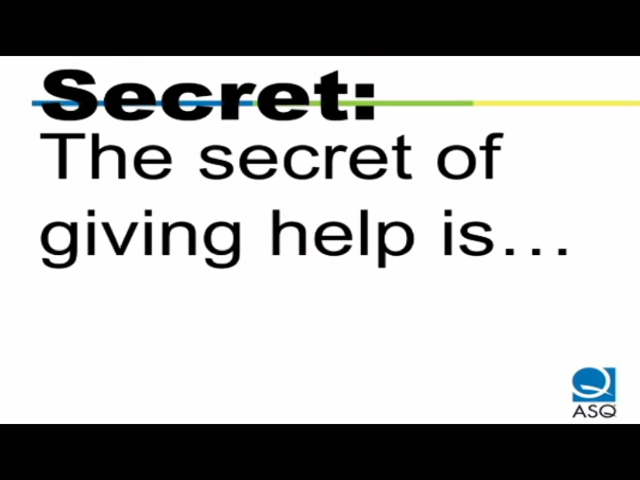 Secret:
The secret of
giving help is…
ASQ